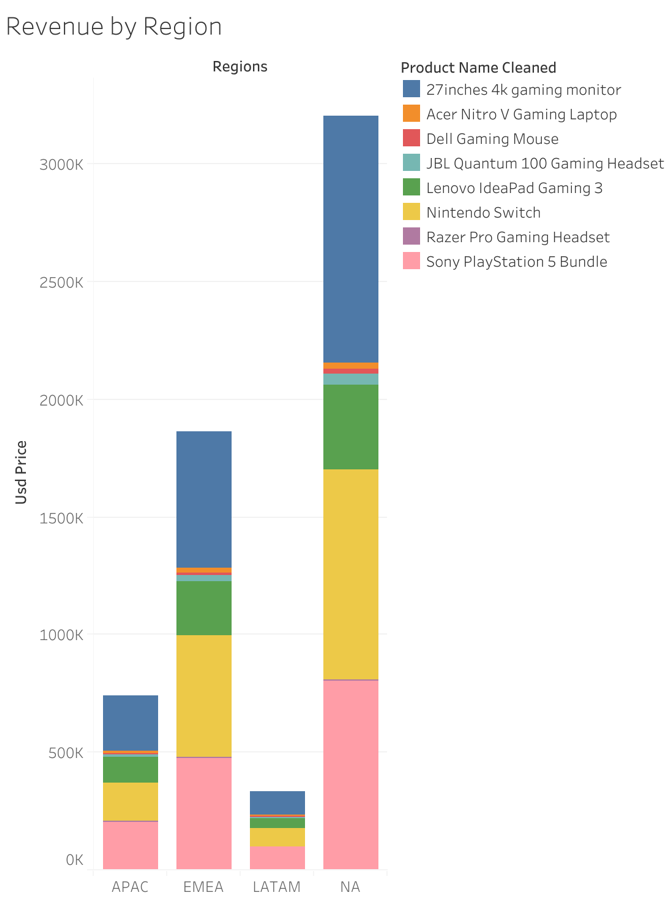 Revenue by Region
Regions
Product Name Cleaned
27inches 4k gaming monitor
Acer Nitro V Gaming Laptop
Dell Gaming Mouse
JBL Quantum 100 Gaming Headset
Lenovo IdeaPad Gaming 3
Nintendo Switch
Razer Pro Gaming Headset
Sony PlayStation 5 Bundle
Usd Price
3000K
2500K
2000K
1500K
1000K
500K
0K
APAC
EMEA
LATAM
NA